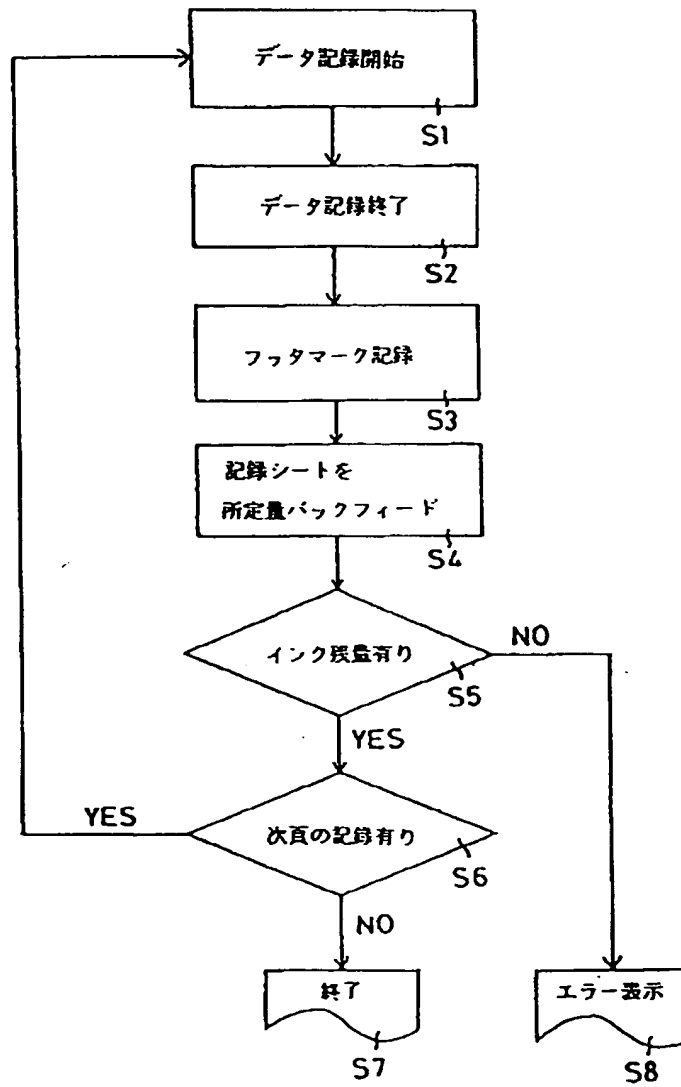 データ記録開始
S1
データ記録終了
S2
フッタマーク記録
S3
記録シートを
所定量バックフィード
S4
インク残量有り
NO
S5
YES
YES
次頁の記録有り
S6
NO
終了
エラー表示
S7
S8